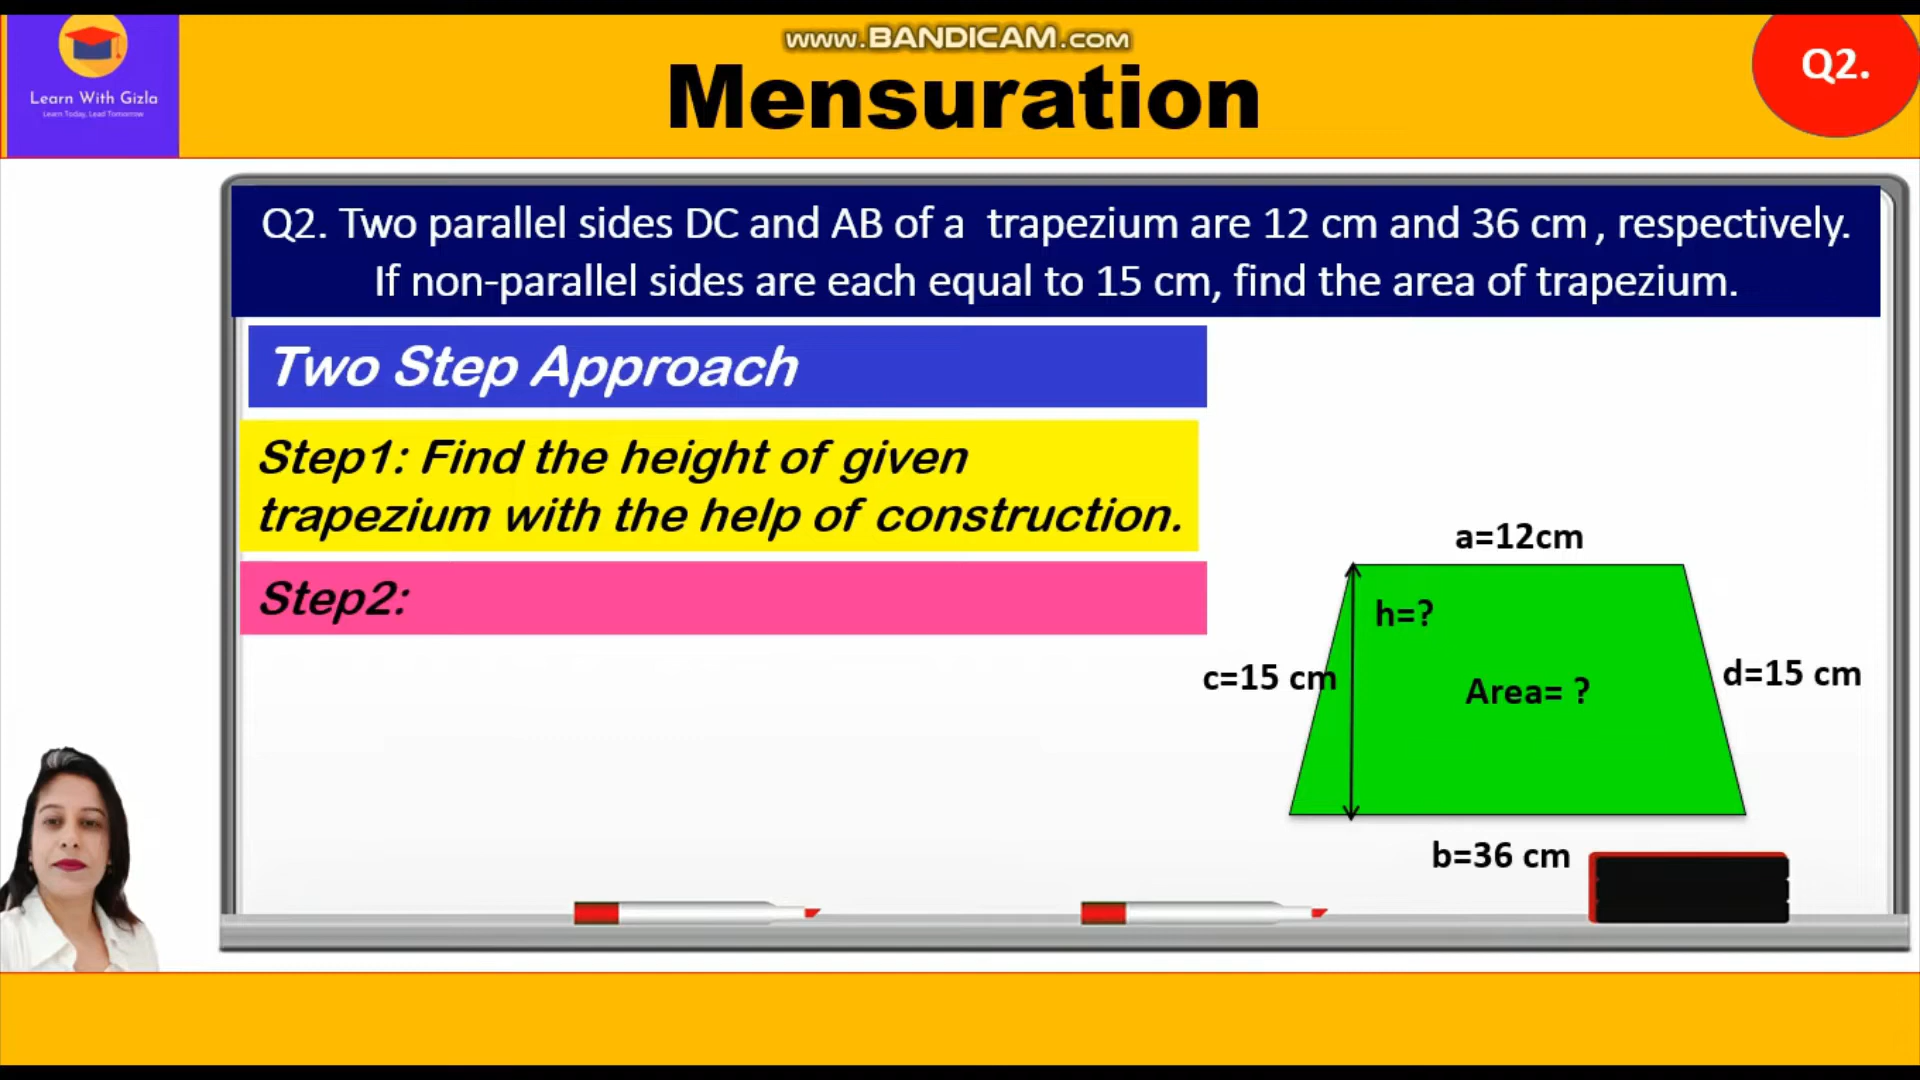 www.BANDICAM.com
Mensuration
Q2.
Learn With Gizla
Learn Today, Lead Tomorrow
Q2. Two parallel sides DC and AB of a trapezium are 12 cm and 36 cm , respectively.
If non-parallel sides are each equal to 15 cm, find the area of trapezium.
Two Step Approach
Step1: Find the height of given
trapezium with the help of construction.
Step2:
a=12cm
h=?
c=15 cm
Area= ?
d=15 cm
b=36 cm